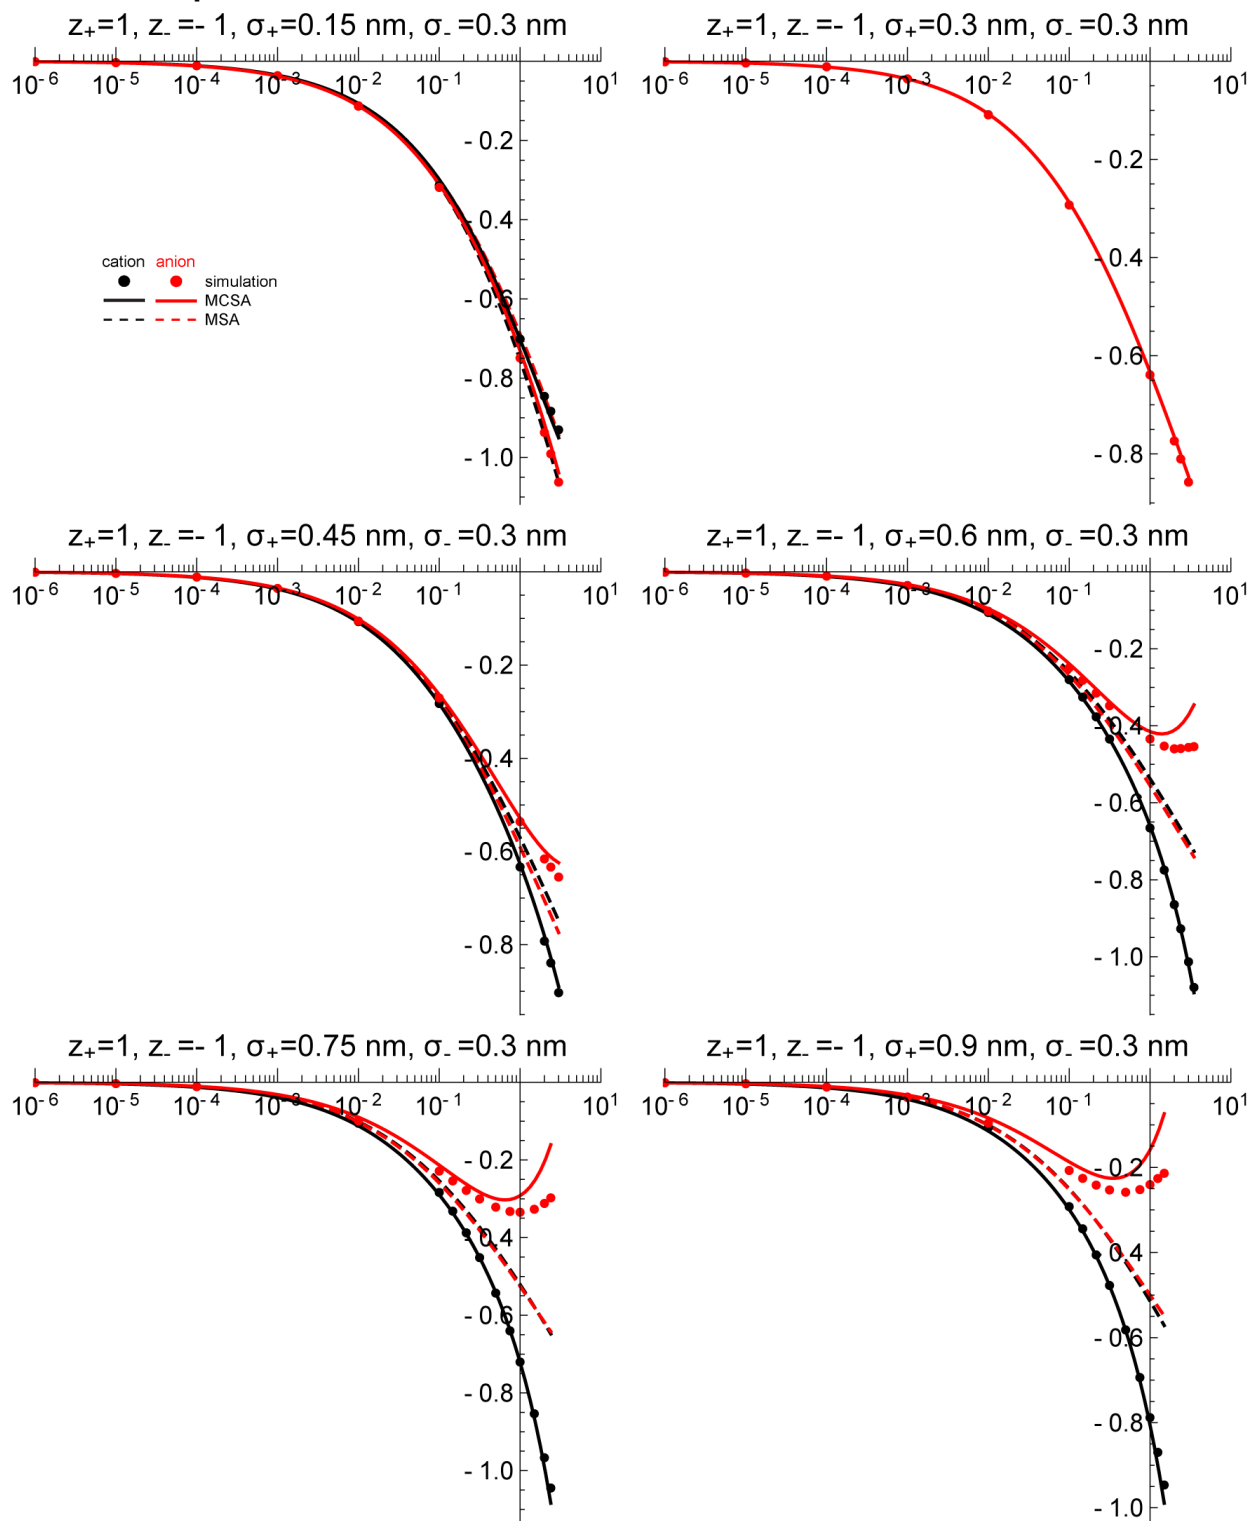 z₊=1, z₋=- 1, σ₊=0.15 nm, σ₋=0.3 nm
10⁻⁶ 10⁻⁵ 10⁻⁴ 10⁻³ 10⁻² 10⁻¹ 10¹
- 0.2
- 0.4
- 0.6
- 0.8
- 1.0
cation anion
simulation
MCSA
MSA
z₊=1, z₋=- 1, σ₊=0.3 nm, σ₋=0.3 nm
10⁻⁶ 10⁻⁵ 10⁻⁴ 10⁻³ 10⁻² 10⁻¹ 10¹
- 0.2
- 0.4
- 0.6
- 0.8
z₊=1, z₋=- 1, σ₊=0.45 nm, σ₋=0.3 nm
10⁻⁶ 10⁻⁵ 10⁻⁴ 10⁻³ 10⁻² 10⁻¹ 10¹
- 0.2
- 0.4
- 0.6
- 0.8
z₊=1, z₋=- 1, σ₊=0.6 nm, σ₋=0.3 nm
10⁻⁶ 10⁻⁵ 10⁻⁴ 10⁻³ 10⁻² 10⁻¹ 10¹
- 0.2
- 0.4
- 0.6
- 0.8
- 1.0
z₊=1, z₋=- 1, σ₊=0.75 nm, σ₋=0.3 nm
10⁻⁶ 10⁻⁵ 10⁻⁴ 10⁻³ 10⁻² 10⁻¹ 10¹
- 0.2
- 0.4
- 0.6
- 0.8
- 1.0
z₊=1, z₋=- 1, σ₊=0.9 nm, σ₋=0.3 nm
10⁻⁶ 10⁻⁵ 10⁻⁴ 10⁻³ 10⁻² 10⁻¹ 10¹
- 0.2
- 0.4
- 0.6
- 0.8
- 1.0